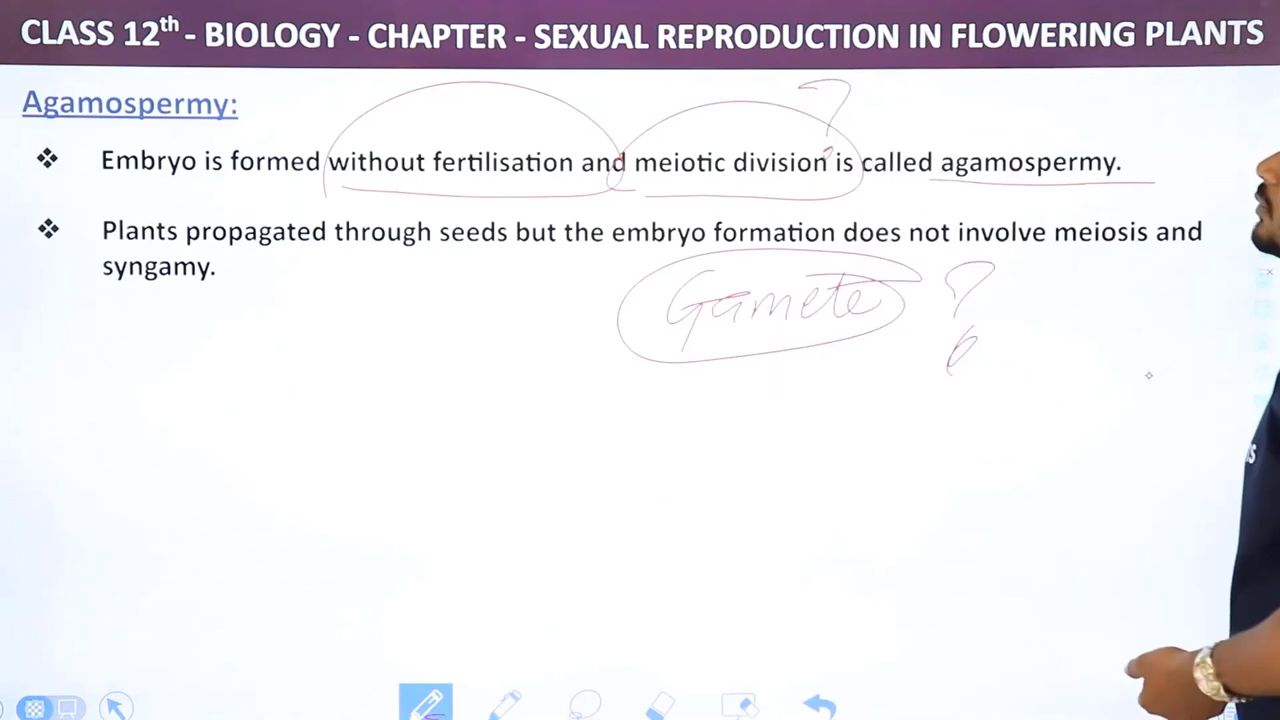 CLASS 12th - BIOLOGY - CHAPTER - SEXUAL REPRODUCTION IN FLOWERING PLANTS
Agamospermy:
❖ Embryo is formed without fertilisation and meiotic division is called agamospermy.
?
❖ Plants propagated through seeds but the embryo formation does not involve meiosis and
syngamy.
Gamete ?